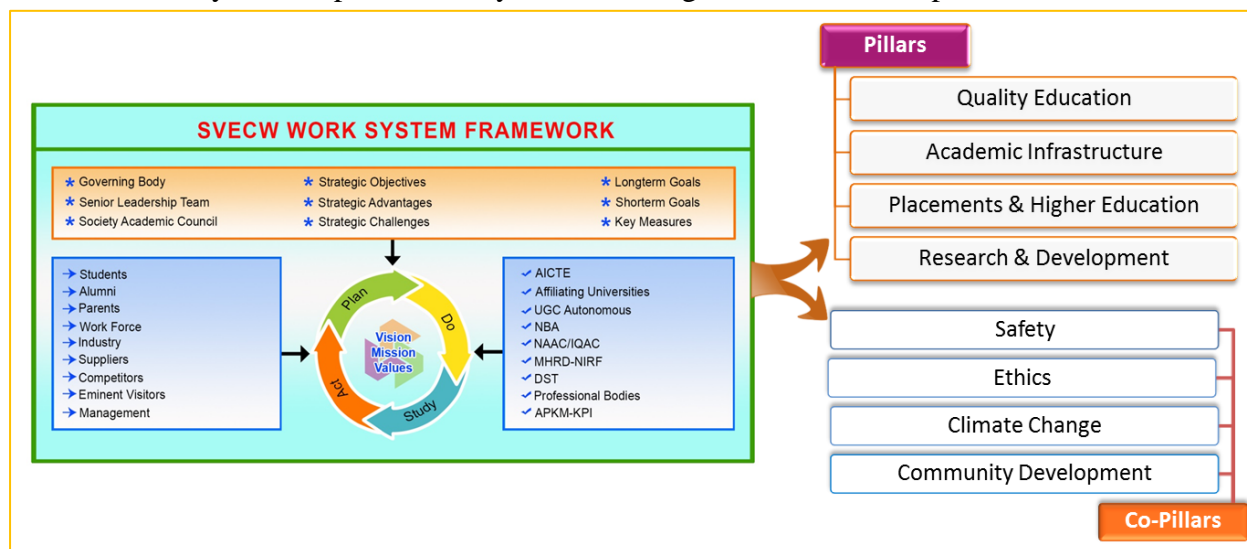 Pillars
Quality Education
Academic Infrastructure
Placements & Higher Education
Research & Development
SVECW WORK SYSTEM FRAMEWORK
Governing Body
Senior Leadership Team
Society Academic Council
Strategic Objectives
Strategic Advantages
Strategic Challenges
Longterm Goals
Shorterm Goals
Key Measures
Students
Alumni
Parents
Work Force
Industry
Suppliers
Competitors
Eminent Visitors
Management
Plan
Do
Study
Act
Vision
Mission
Values
AICTE
Affiliating Universities
UGC Autonomous
NBA
NAAC/IQAC
MHRD-NIRF
DST
Professional Bodies
APKM-KPI
Safety
Ethics
Climate Change
Community Development
Co-Pillars